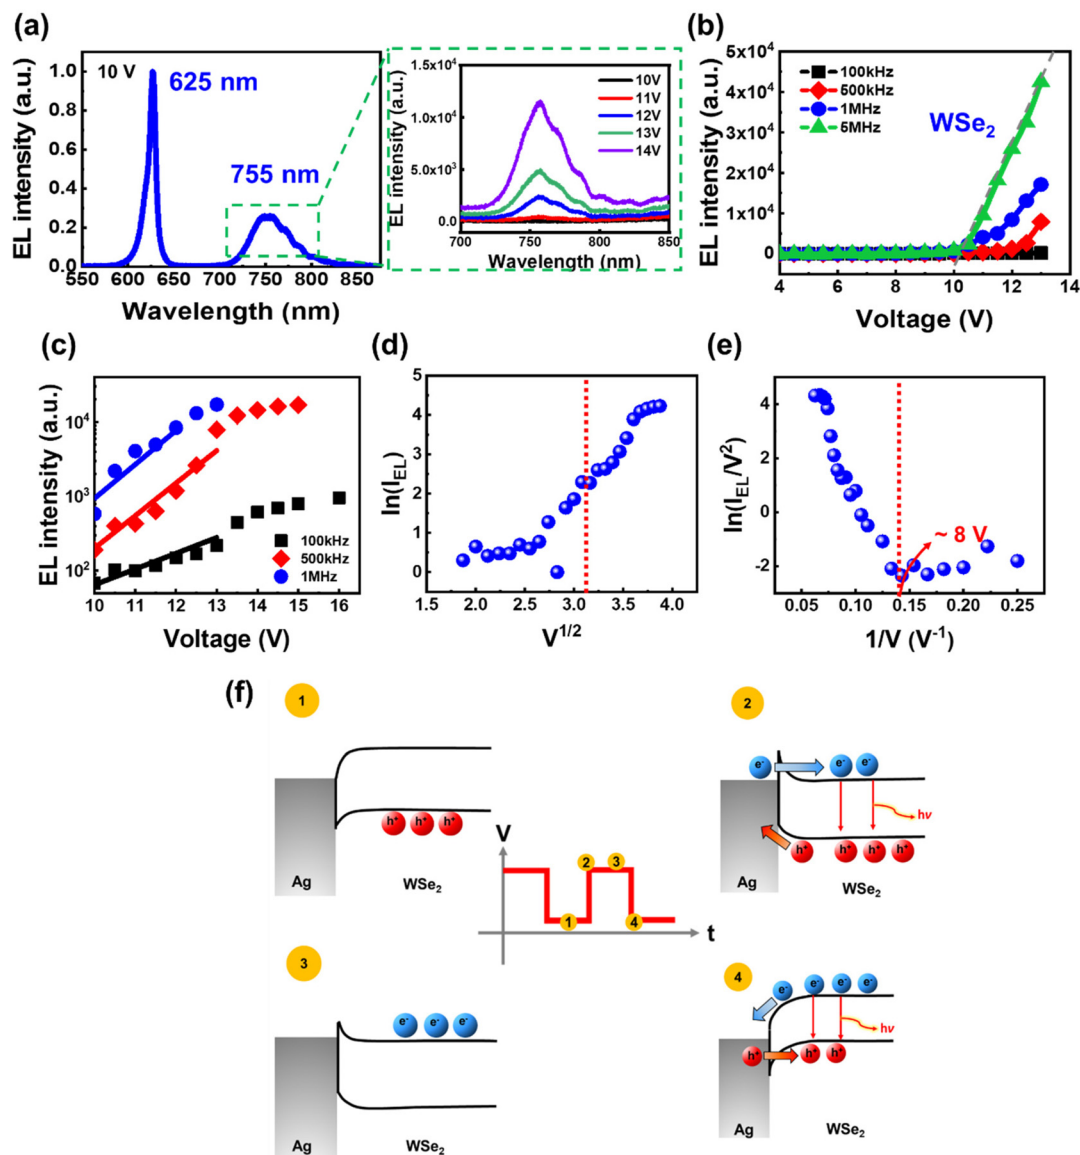 (a)
10 V
625 nm
755 nm
EL intensity (a.u.)
1.0
0.8
0.6
0.4
0.2
0.0
550 600 650 700 750 800 850
Wavelength (nm)
EL intensity (a.u.)
1.5x10⁴
1.0x10⁴
5.0x10³
0.0
700 750 800 850
Wavelength (nm)
10V
11V
12V
13V
14V
(b)
EL intensity (a.u.)
5x10⁴
4x10⁴
3x10⁴
2x10⁴
1x10⁴
0
4 6 8 10 12 14
Voltage (V)
100kHz
500kHz
1MHz
5MHz
WSe₂
(c)
EL intensity (a.u.)
10⁴
10³
10²
10 11 12 13 14 15 16
Voltage (V)
100kHz
500kHz
1MHz
(d)
ln(I_EL)
5
4
3
2
1
0
-1
1.5 2.0 2.5 3.0 3.5 4.0
V^1/2
(e)
ln(I_EL/V²)
4
2
0
-2
0.05 0.10 0.15 0.20 0.25
1/V (V⁻¹)
~ 8 V
(f)
1
h⁺ h⁺ h⁺
Ag
WSe₂
2
e⁻ e⁻ e⁻
hν
h⁺ h⁺ h⁺ h⁺
Ag
WSe₂
V
2 3
1 4
t
3
e⁻ e⁻ e⁻
Ag
WSe₂
4
e⁻ e⁻ e⁻ e⁻
hν
h⁺ h⁺ h⁺
Ag
WSe₂